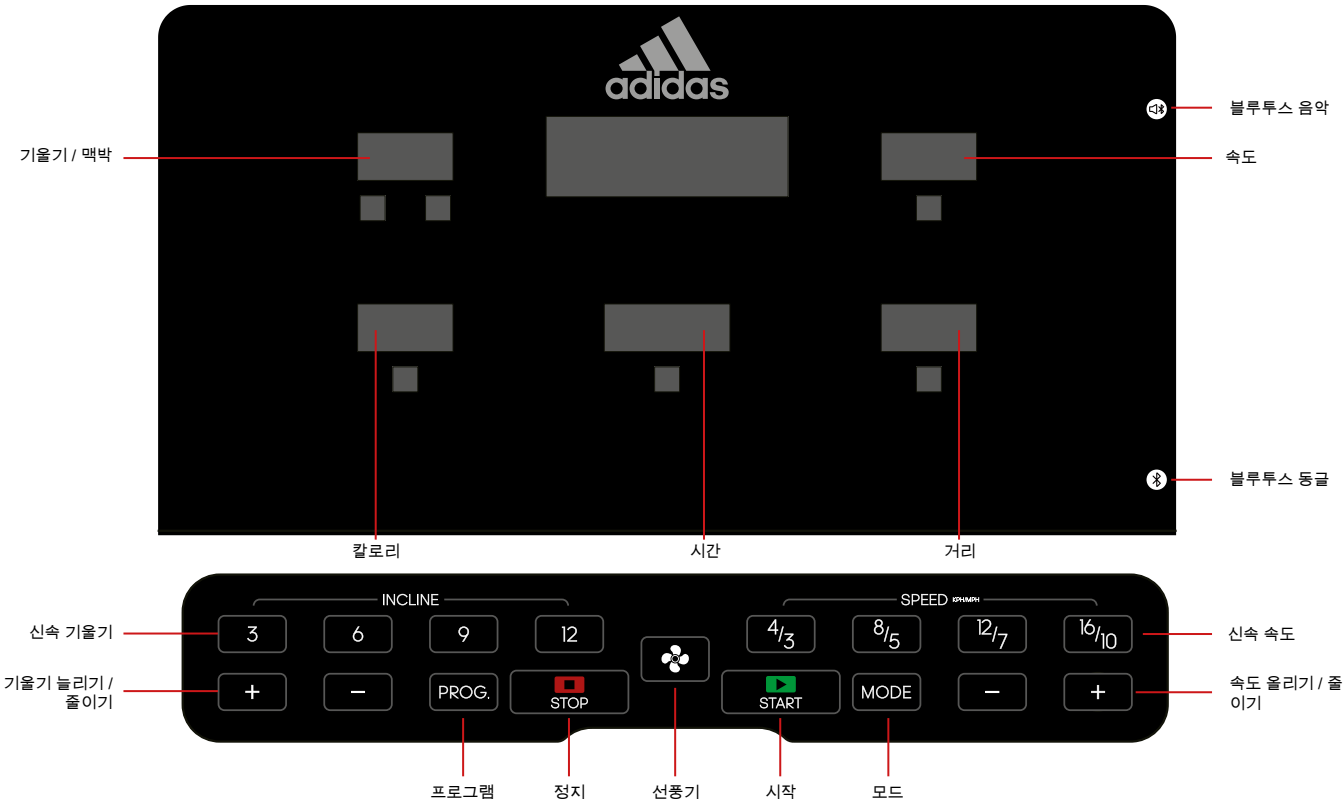 adidas
블루투스 음악
기울기 / 맥박
속도
블루투스 동글
칼로리
시간
거리
INCLINE
SPEED KPH/MPH
신속 기울기
3
6
9
12
4/3
8/5
12/7
16/10
신속 속도
기울기 늘리기 /
줄이기
+
−
PROG.
STOP
START
MODE
−
+
속도 올리기 / 줄
이기
프로그램
정지
선풍기
시작
모드